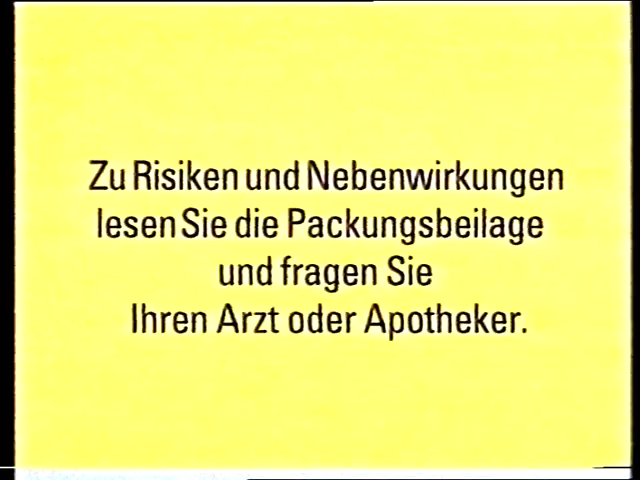 Zu Risiken und Nebenwirkungen
lesen Sie die Packungsbeilage
und fragen Sie
Ihren Arzt oder Apotheker.